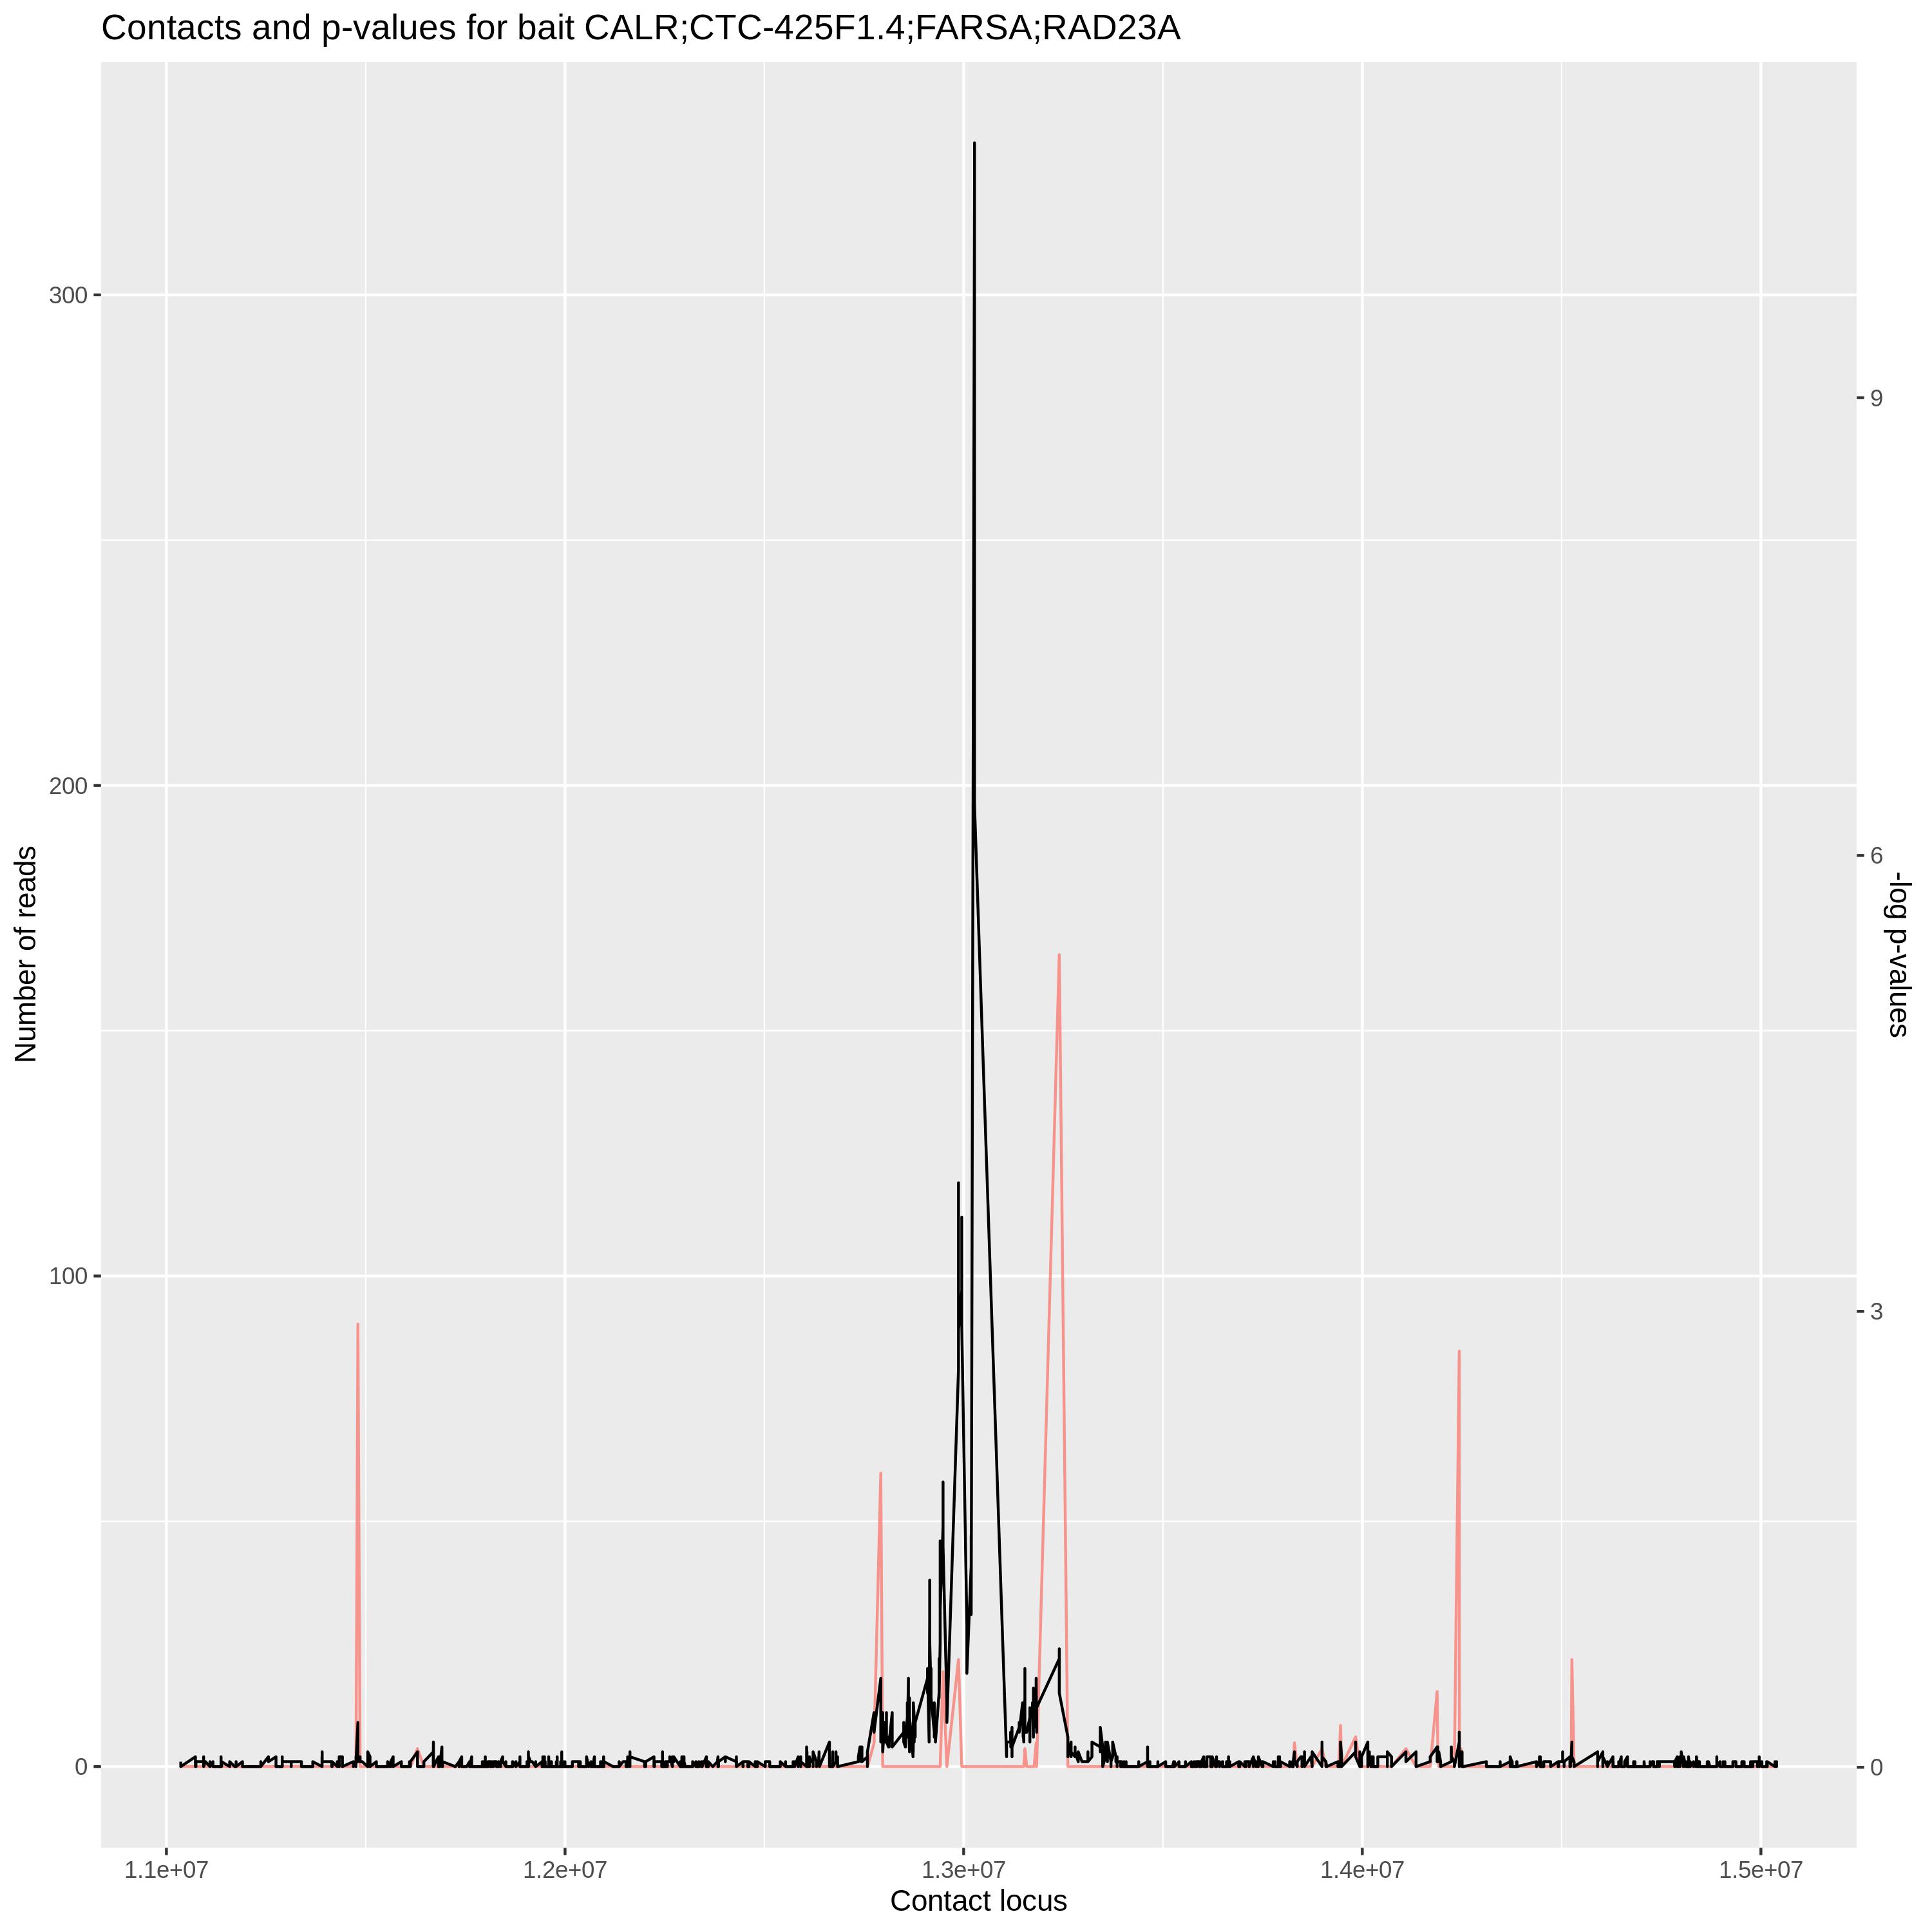 Contacts and p-values for bait CALR;CTC-425F1.4;FARSA;RAD23A
300
200
100
0
Number of reads
9
6
3
0
-log p-values
1.1e+07
1.2e+07
1.3e+07
1.4e+07
1.5e+07
Contact locus